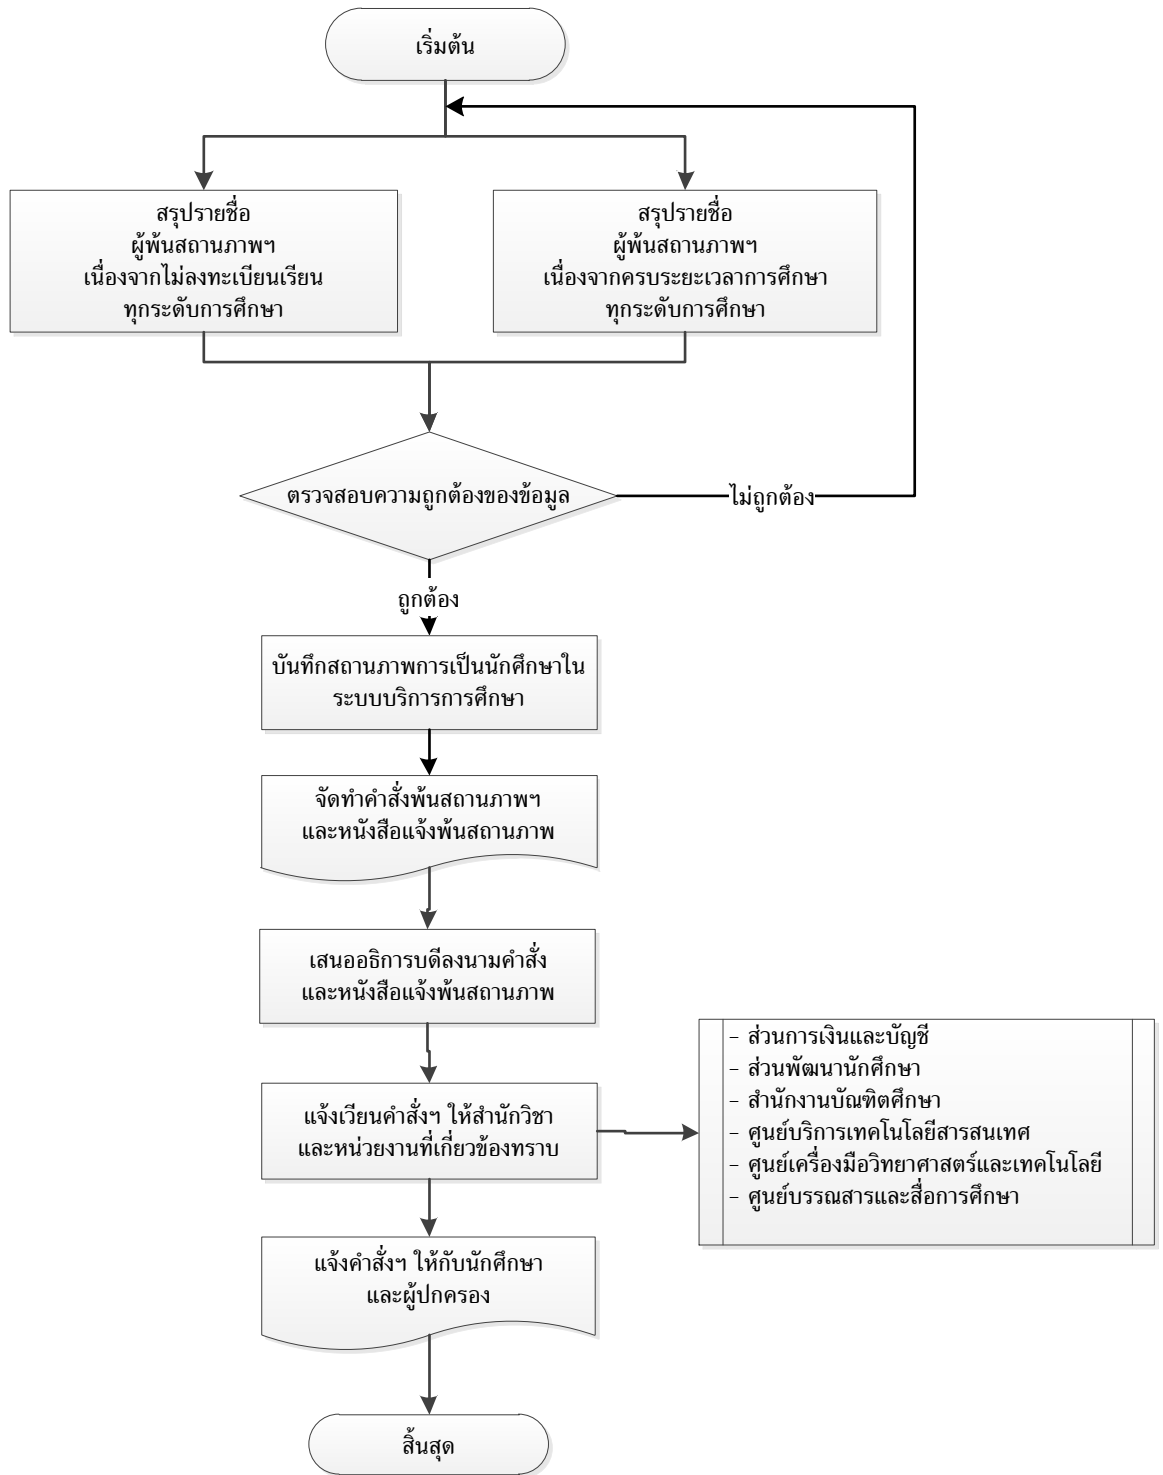 เริ่มต้น
สรุปรายชื่อ
ผู้พ้นสถานภาพฯ
เนื่องจากไม่ลงทะเบียนเรียน
ทุกระดับการศึกษา
สรุปรายชื่อ
ผู้พ้นสถานภาพฯ
เนื่องจากครบระยะเวลาการศึกษา
ทุกระดับการศึกษา
ตรวจสอบความถูกต้องของข้อมูล
ไม่ถูกต้อง
ถูกต้อง
บันทึกสถานภาพการเป็นนักศึกษาใน
ระบบบริการการศึกษา
จัดทำคำสั่งพ้นสถานภาพฯ
และหนังสือแจ้งพ้นสถานภาพ
เสนออธิการบดีลงนามคำสั่ง
และหนังสือแจ้งพ้นสถานภาพ
แจ้งเวียนคำสั่งฯ ให้สำนักวิชา
และหน่วยงานที่เกี่ยวข้องทราบ
- ส่วนการเงินและบัญชี
- ส่วนพัฒนานักศึกษา
- สำนักงานบัณฑิตศึกษา
- ศูนย์บริการเทคโนโลยีสารสนเทศ
- ศูนย์เครื่องมือวิทยาศาสตร์และเทคโนโลยี
- ศูนย์บรรณสารและสื่อการศึกษา
แจ้งคำสั่งฯ ให้กับนักศึกษา
และผู้ปกครอง
สิ้นสุด